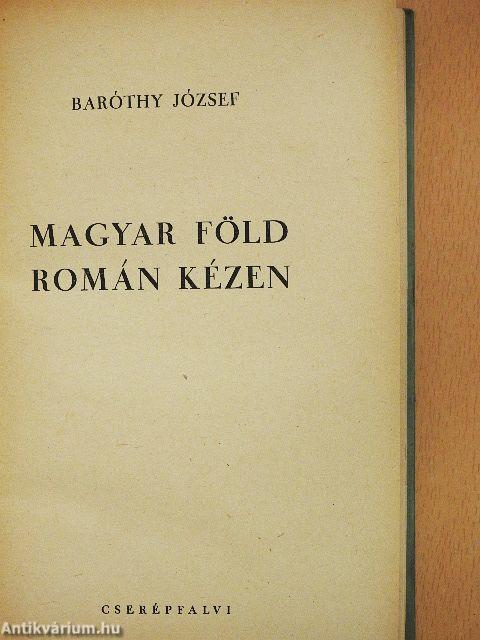 BARÓTHY JÓZSEF
MAGYAR FÖLD
ROMÁN KÉZEN
CSERÉPFALVI
Antikvárium.hu